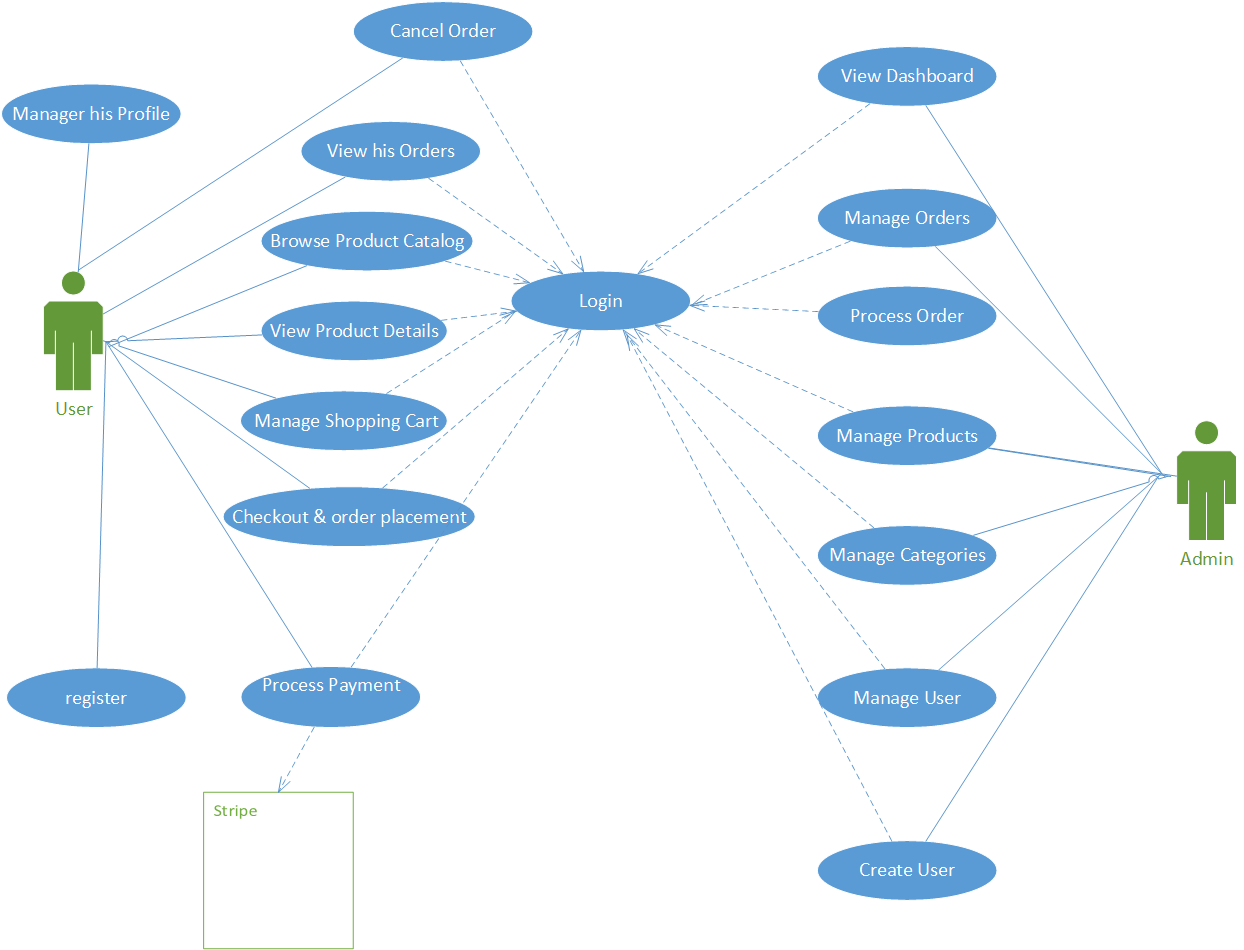 Cancel Order
View Dashboard
Manager his Profile
View his Orders
Manage Orders
Browse Product Catalog
Login
Process Order
View Product Details
User
Manage Shopping Cart
Manage Products
Admin
Checkout & order placement
Manage Categories
register
Process Payment
Manage User
Stripe
Create User